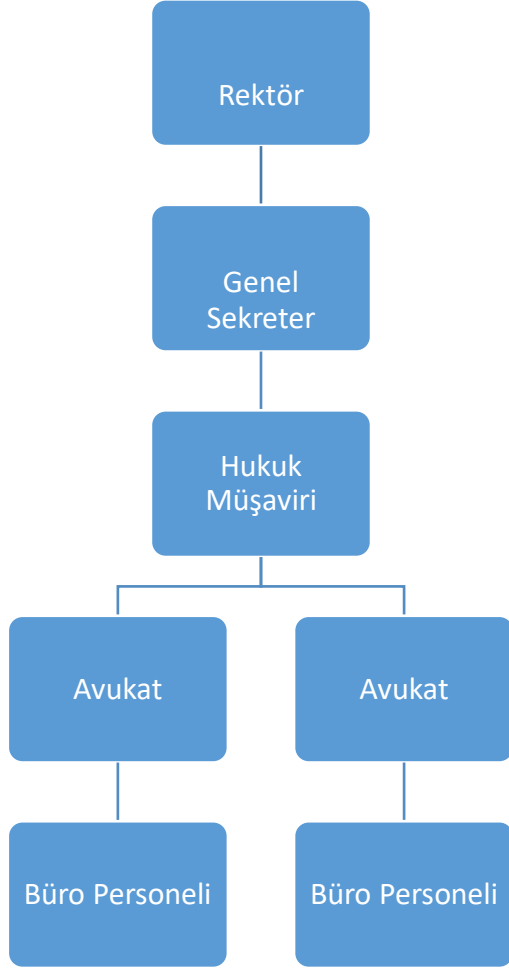 Rektör
Genel
Sekreter
Hukuk
Müşaviri
Avukat
Avukat
Büro Personeli
Büro Personeli